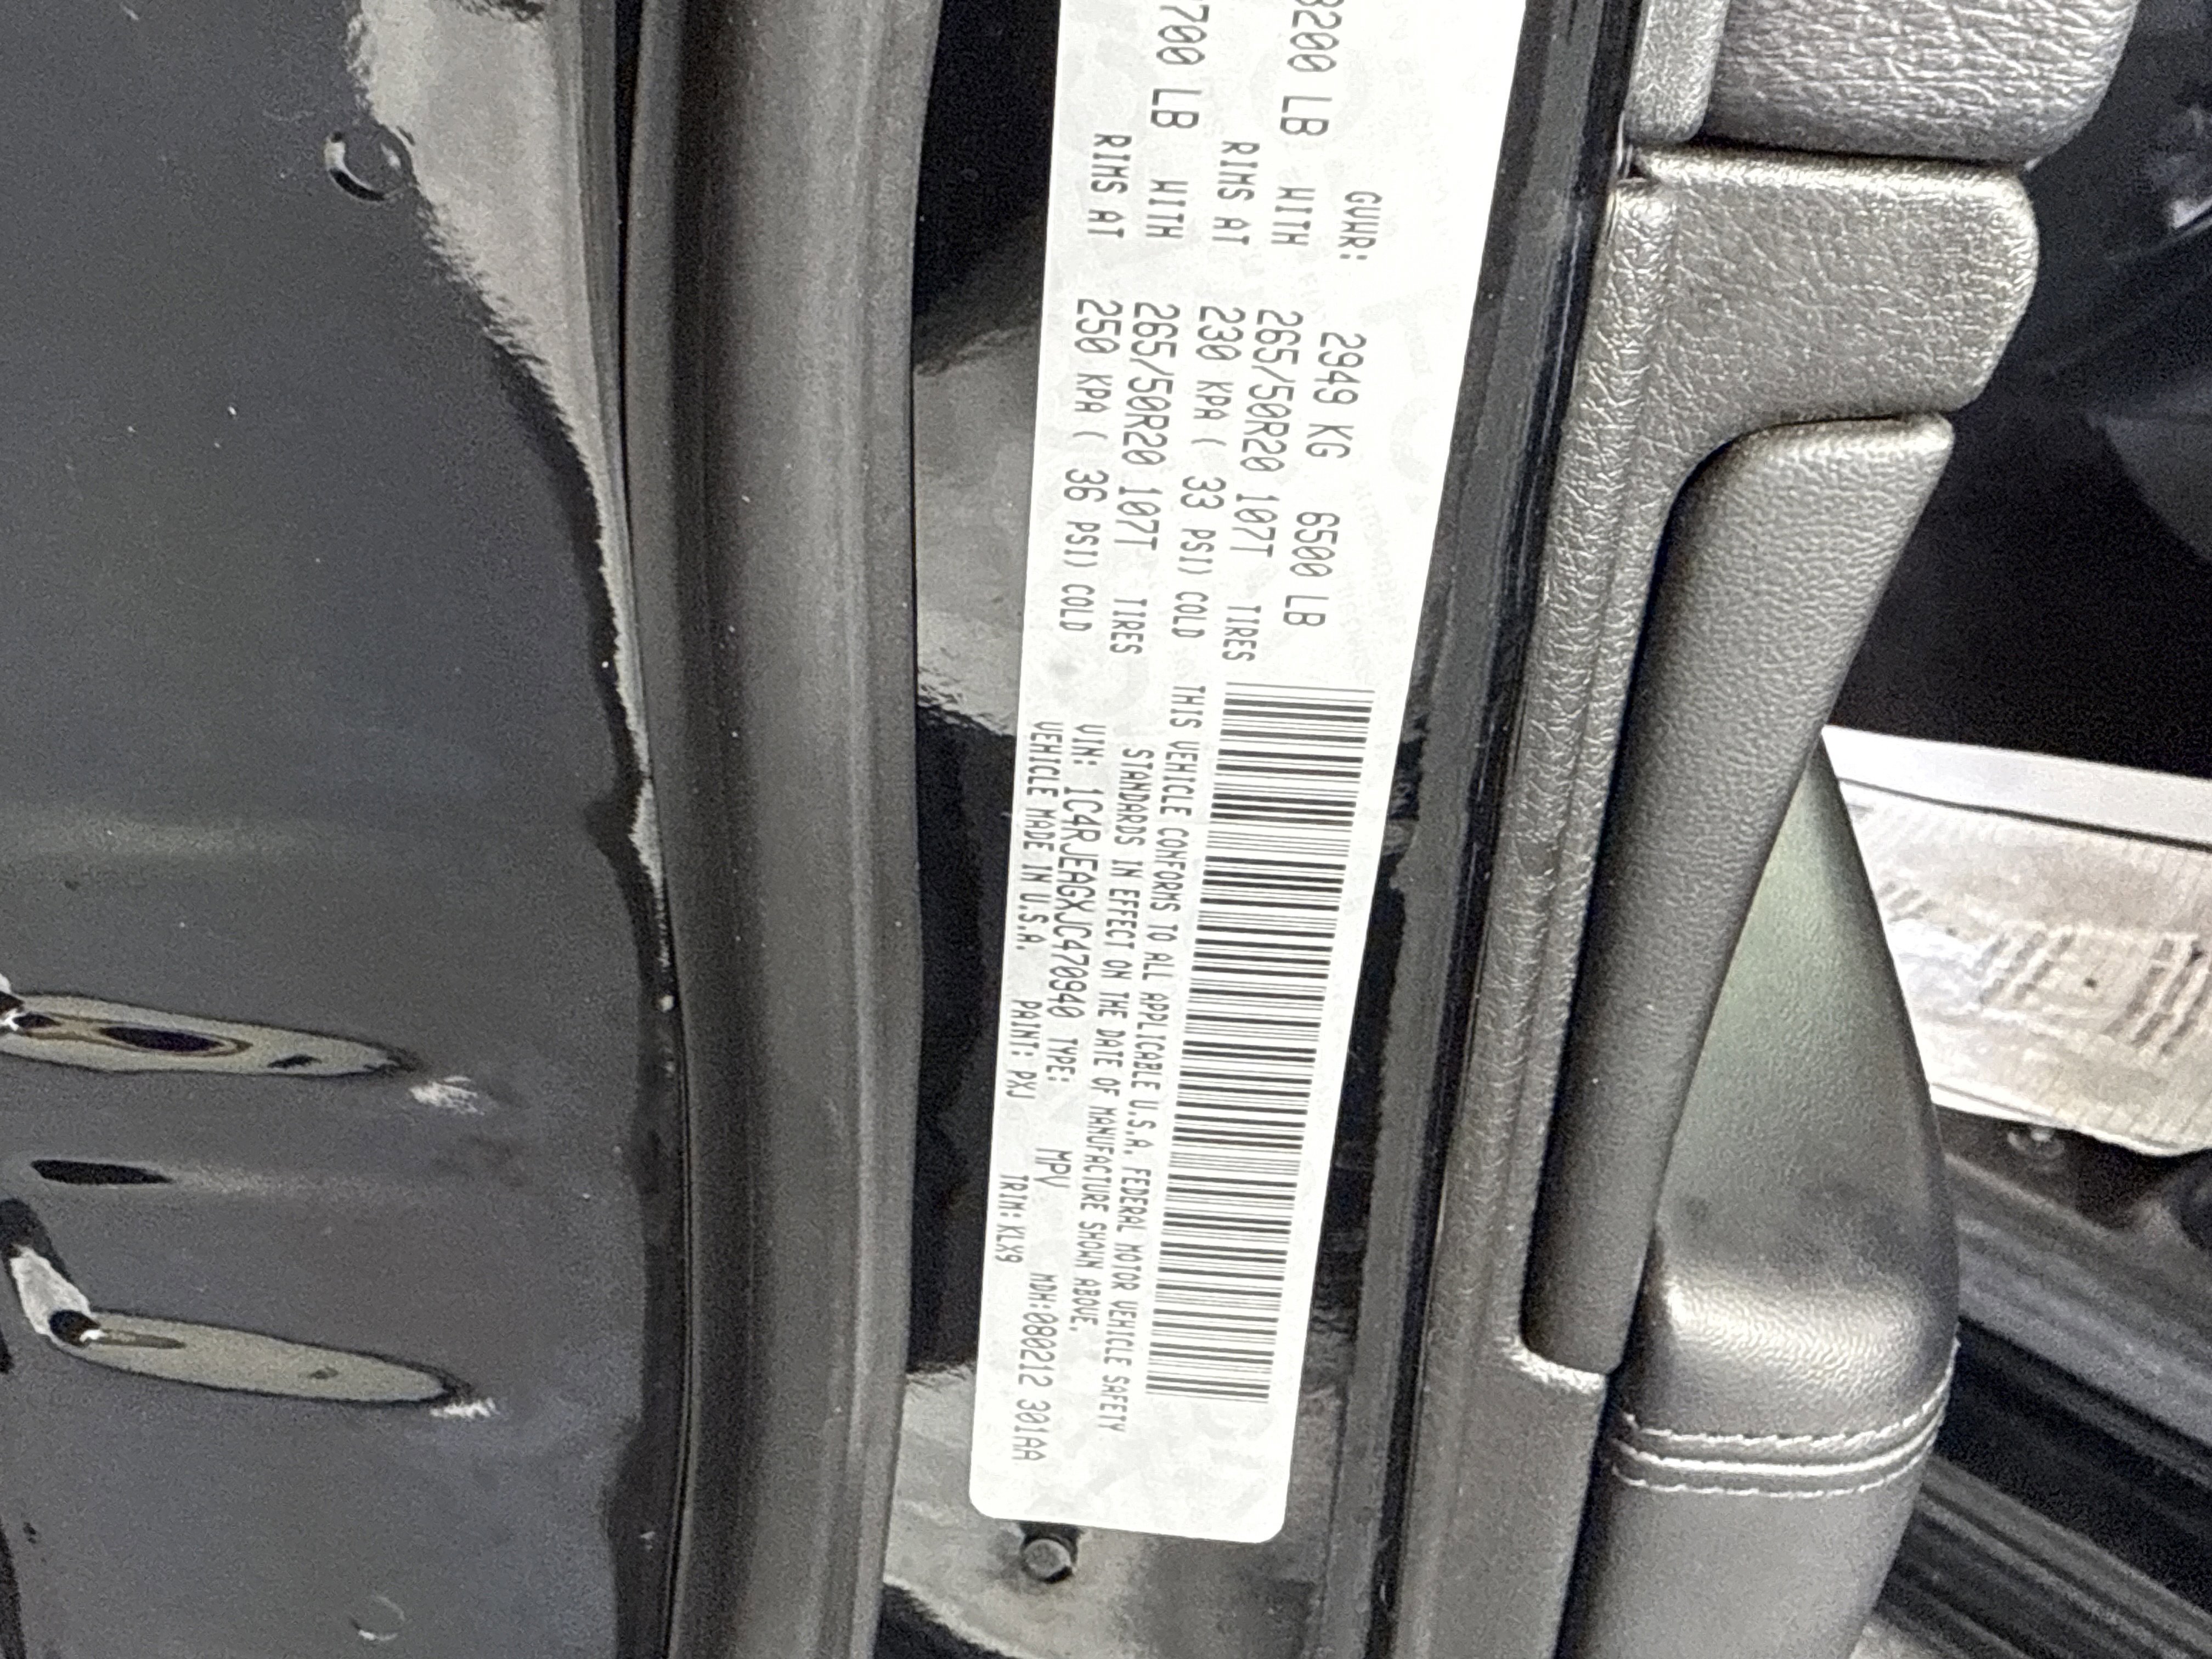 GVWR: 2949 KG 6500 LB
3200 LB WITH 265/50R20 107T TIRES
RIMS AT 230 KPA ( 33 PSI) COLD
700 LB WITH 265/50R20 107T TIRES
RIMS AT 250 KPA ( 36 PSI) COLD
THIS VEHICLE CONFORMS TO ALL APPLICABLE U.S.A. FEDERAL MOTOR VEHICLE SAFETY
STANDARDS IN EFFECT ON THE DATE OF MANUFACTURE SHOWN ABOVE.
VIN: 1C4RJEAGXJC470940 TYPE: MPV MDH:080212 301AA
VEHICLE MADE IN U.S.A. PAINT: PXJ TRIM: KLX9